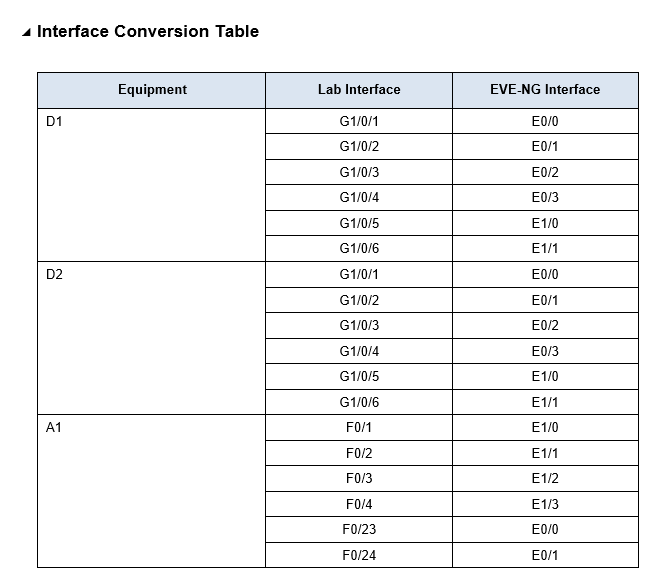 Interface Conversion Table
Equipment Lab Interface EVE-NG Interface
D1 G1/0/1 E0/0
G1/0/2 E0/1
G1/0/3 E0/2
G1/0/4 E0/3
G1/0/5 E1/0
G1/0/6 E1/1
D2 G1/0/1 E0/0
G1/0/2 E0/1
G1/0/3 E0/2
G1/0/4 E0/3
G1/0/5 E1/0
G1/0/6 E1/1
A1 F0/1 E1/0
F0/2 E1/1
F0/3 E1/2
F0/4 E1/3
F0/23 E0/0
F0/24 E0/1